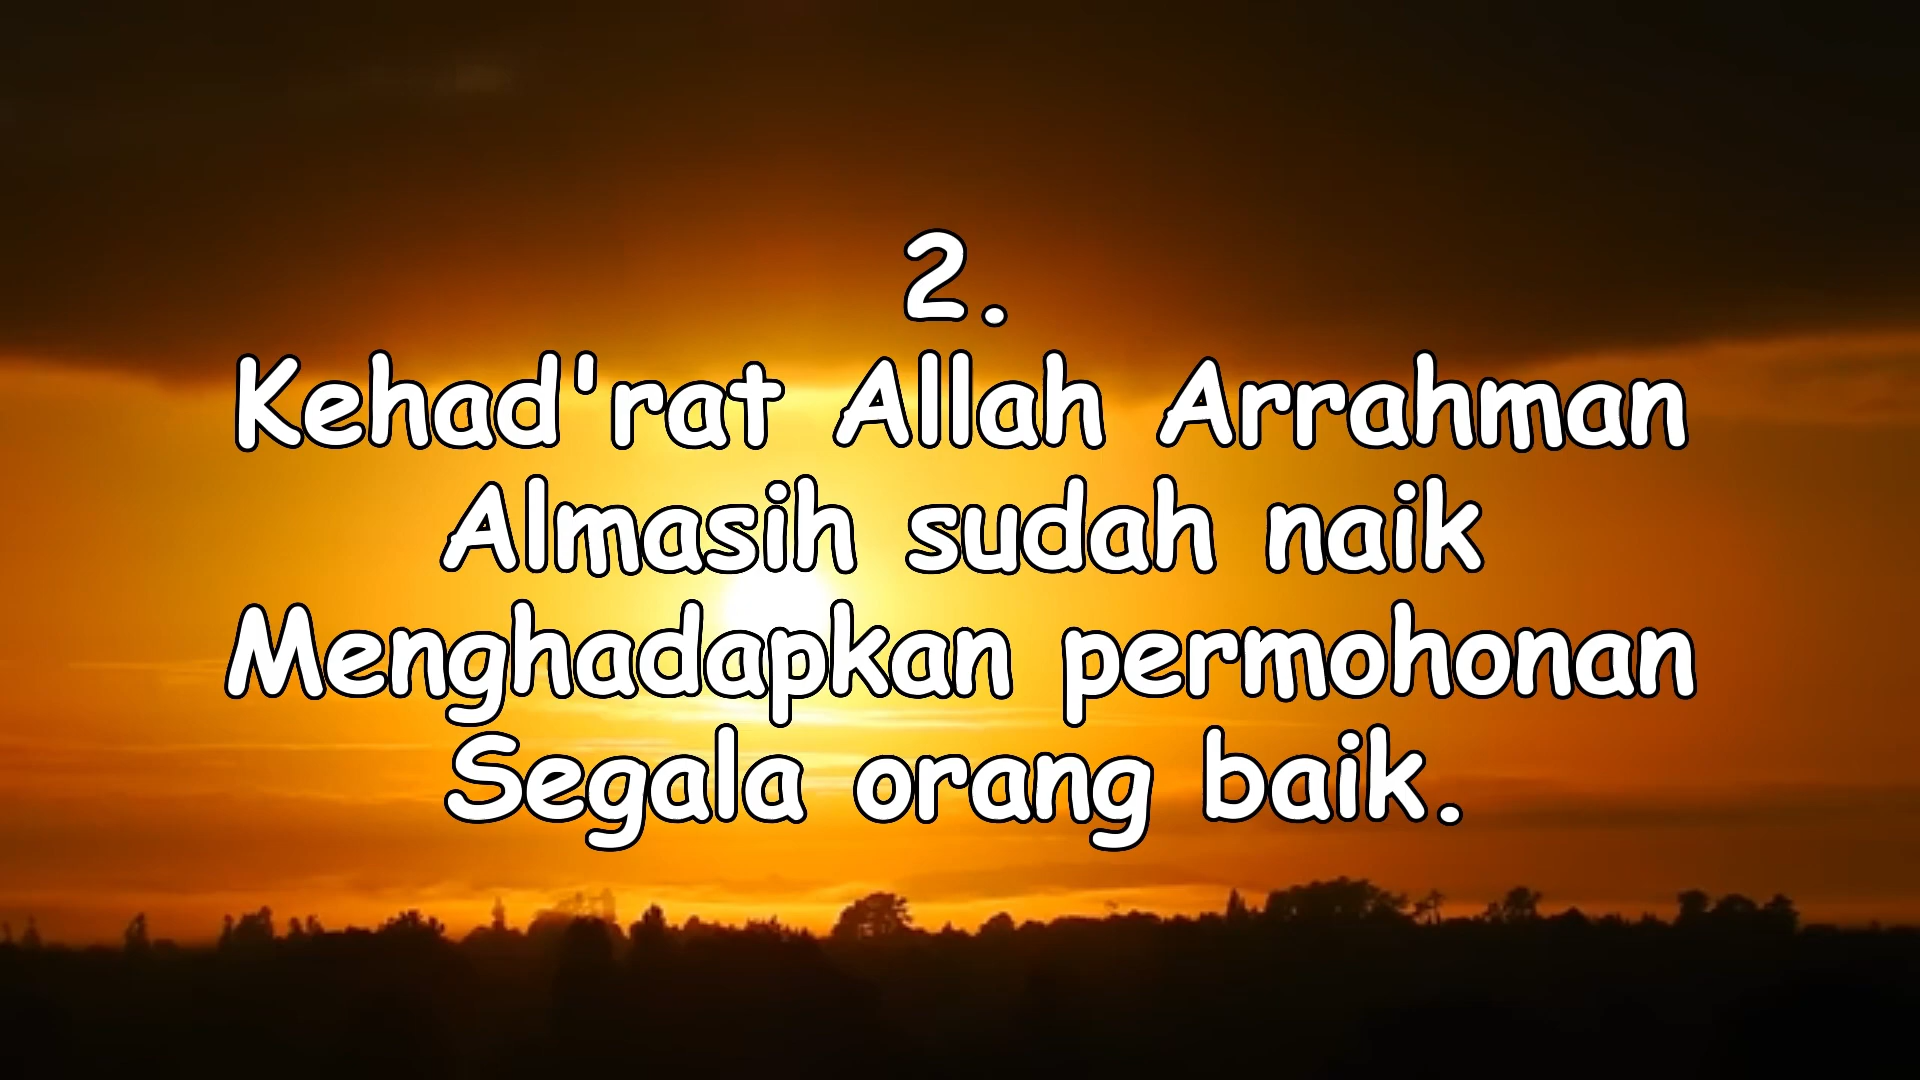 2.
Kehad'rat Allah Arrahman
Almasih sudah naik
Menghadapkan permohonan
Segala orang baik.